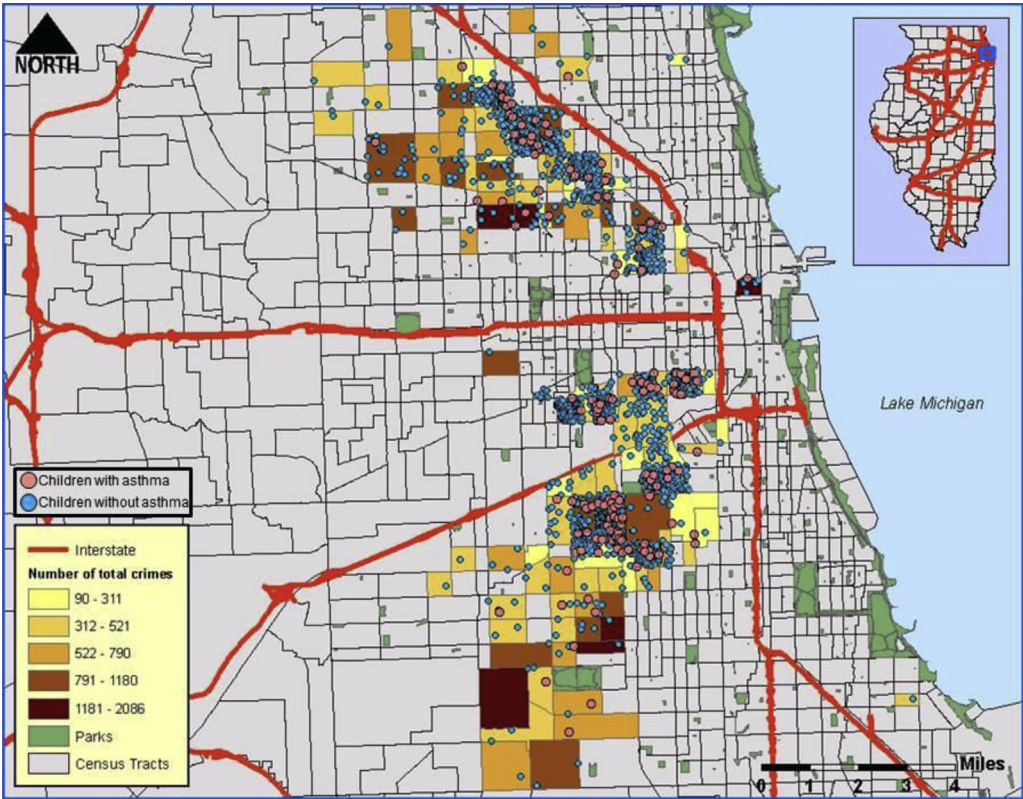 NORTH
Lake Michigan
Children with asthma
Children without asthma
Interstate
Number of total crimes
90 - 311
312 - 521
522 - 790
791 - 1180
1181 - 2086
Parks
Census Tracts
Miles
0 1 2 3 4